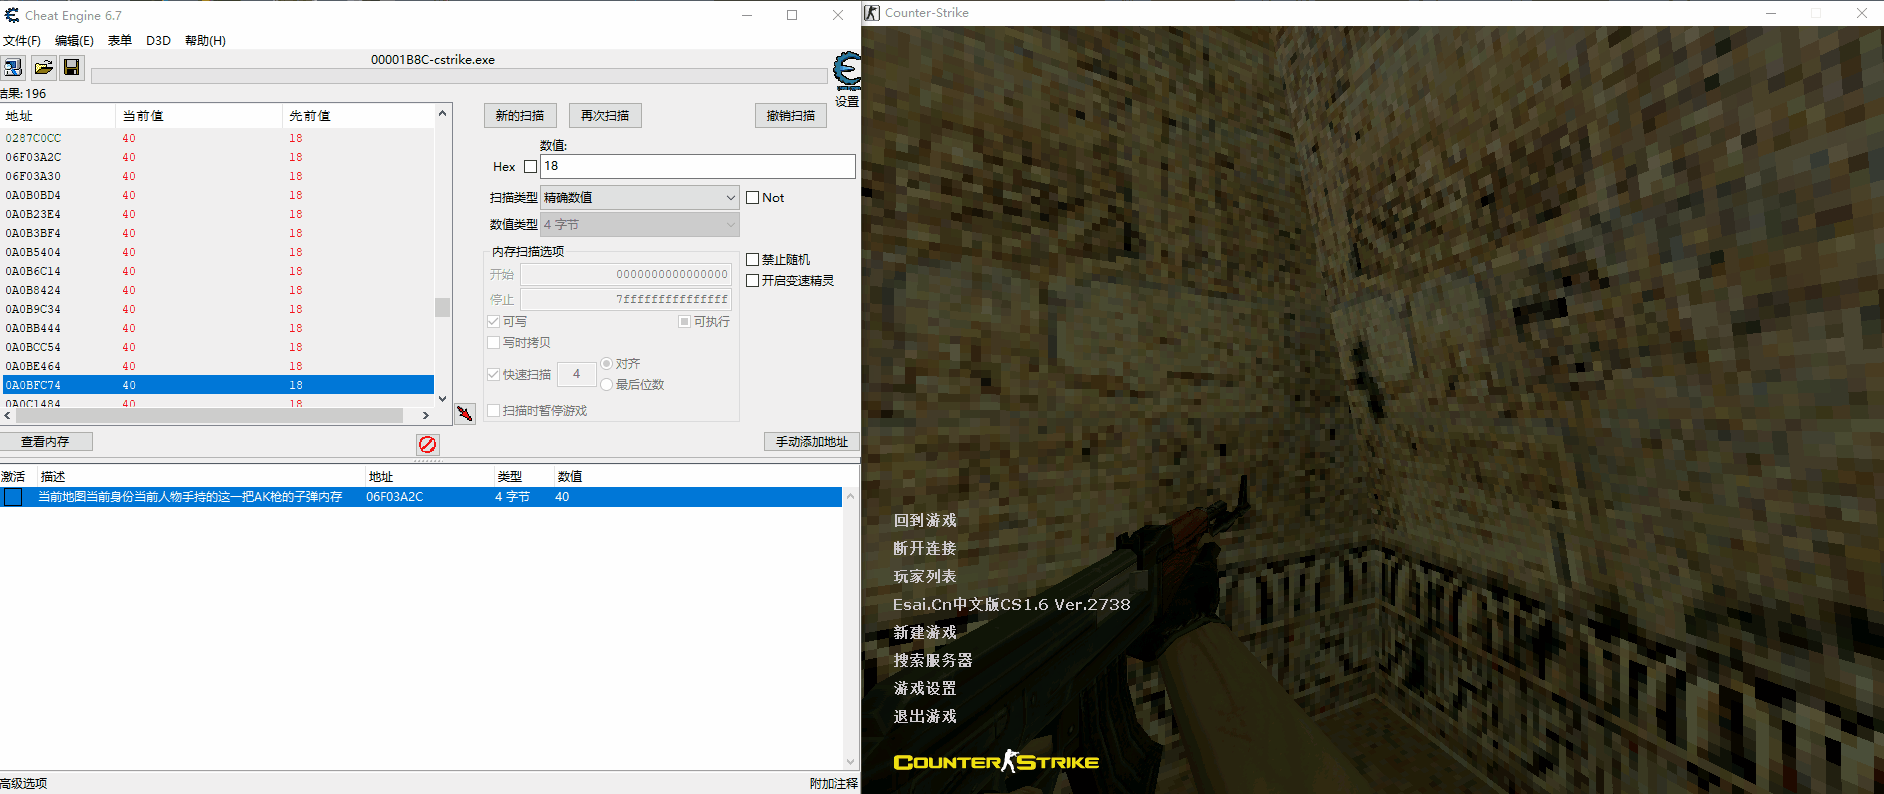 Cheat Engine 6.7
文件(F) 编辑(E) 表单 D3D 帮助(H)
00001B8C-cstrike.exe
设置
结果: 196
地址 当前值 先前值
0287C0CC 40 18
06F03A2C 40 18
06F03A30 40 18
0A0B0BD4 40 18
0A0B23E4 40 18
0A0B3BF4 40 18
0A0B5404 40 18
0A0B6C14 40 18
0A0B8424 40 18
0A0B9C34 40 18
0A0BB444 40 18
0A0BCC54 40 18
0A0BE464 40 18
0A0BFC74 40 18
0A0C1484 40 18
新的扫描 再次扫描 撤销扫描
数值:
Hex 18
扫描类型 精确数值 Not
数值类型 4 字节
内存扫描选项
开始 0000000000000000
停止 7fffffffffffffff
可写 可执行
写时拷贝
快速扫描 4 对齐
最后位数
扫描时暂停游戏
禁止随机
开启变速精灵
查看内存 手动添加地址
激活 描述 地址 类型 数值
当前地图当前身份当前人物手持的这一把AK枪的子弹内存 06F03A2C 4 字节 40
高级选项 附加注释
Counter-Strike
回到游戏
断开连接
玩家列表
Esai.Cn中文版CS1.6 Ver.2738
新建游戏
搜索服务器
游戏设置
退出游戏
COUNTER STRIKE